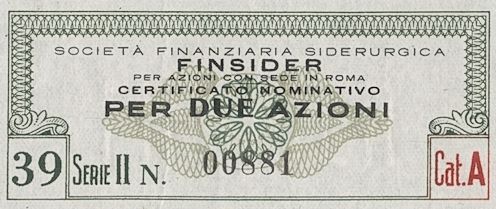 SOCIETÀ FINANZIARIA SIDERURGICA
FINSIDER
PER AZIONI CON SEDE IN ROMA
CERTIFICATO NOMINATIVO
PER DUE AZIONI
39 SERIE II N. 00881 Cat. A